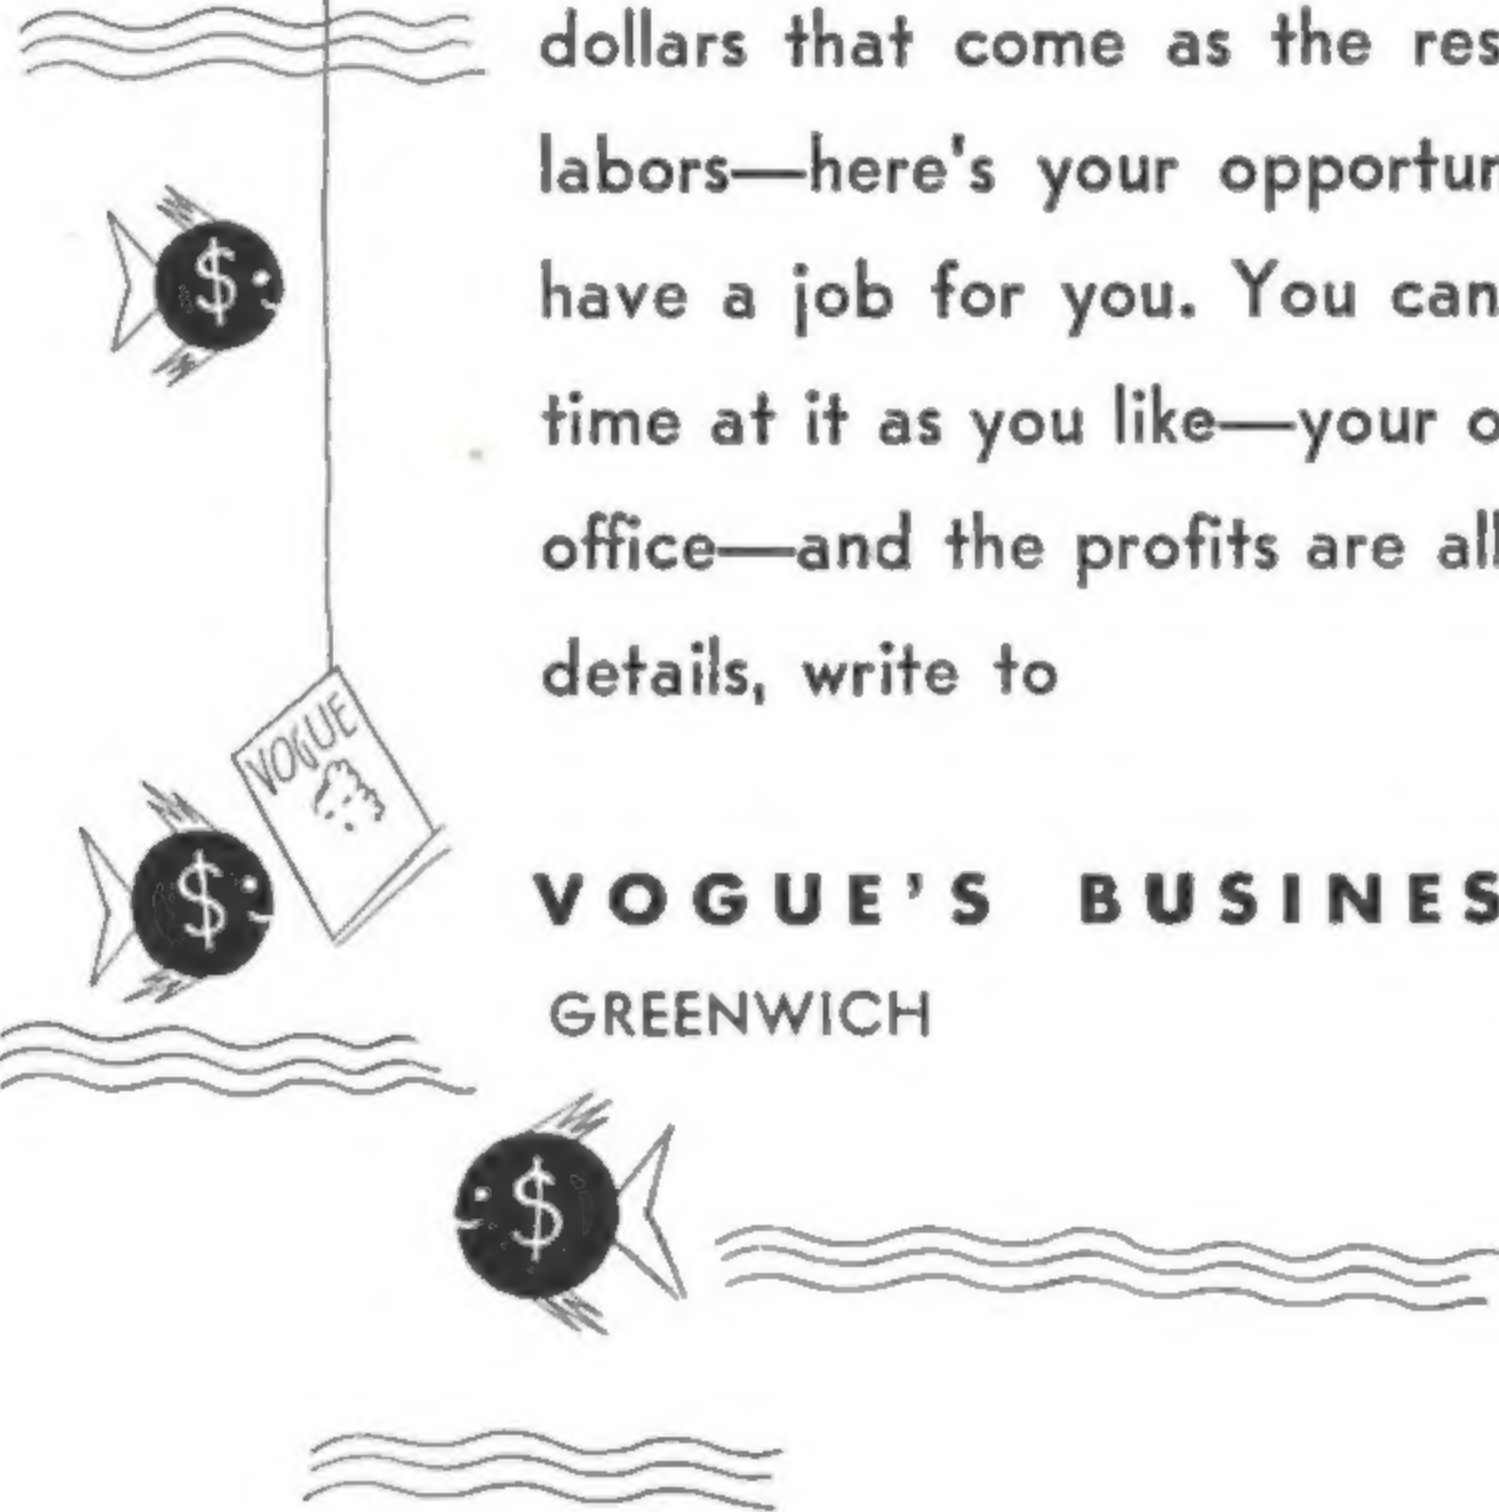 dollars that come as the res
labors—here's your opportun
have a job for you. You can
time at it as you like—your o
office—and the profits are all
details, write to
VOGUE
VOGUE'S BUSINES
GREENWICH
$
$
$